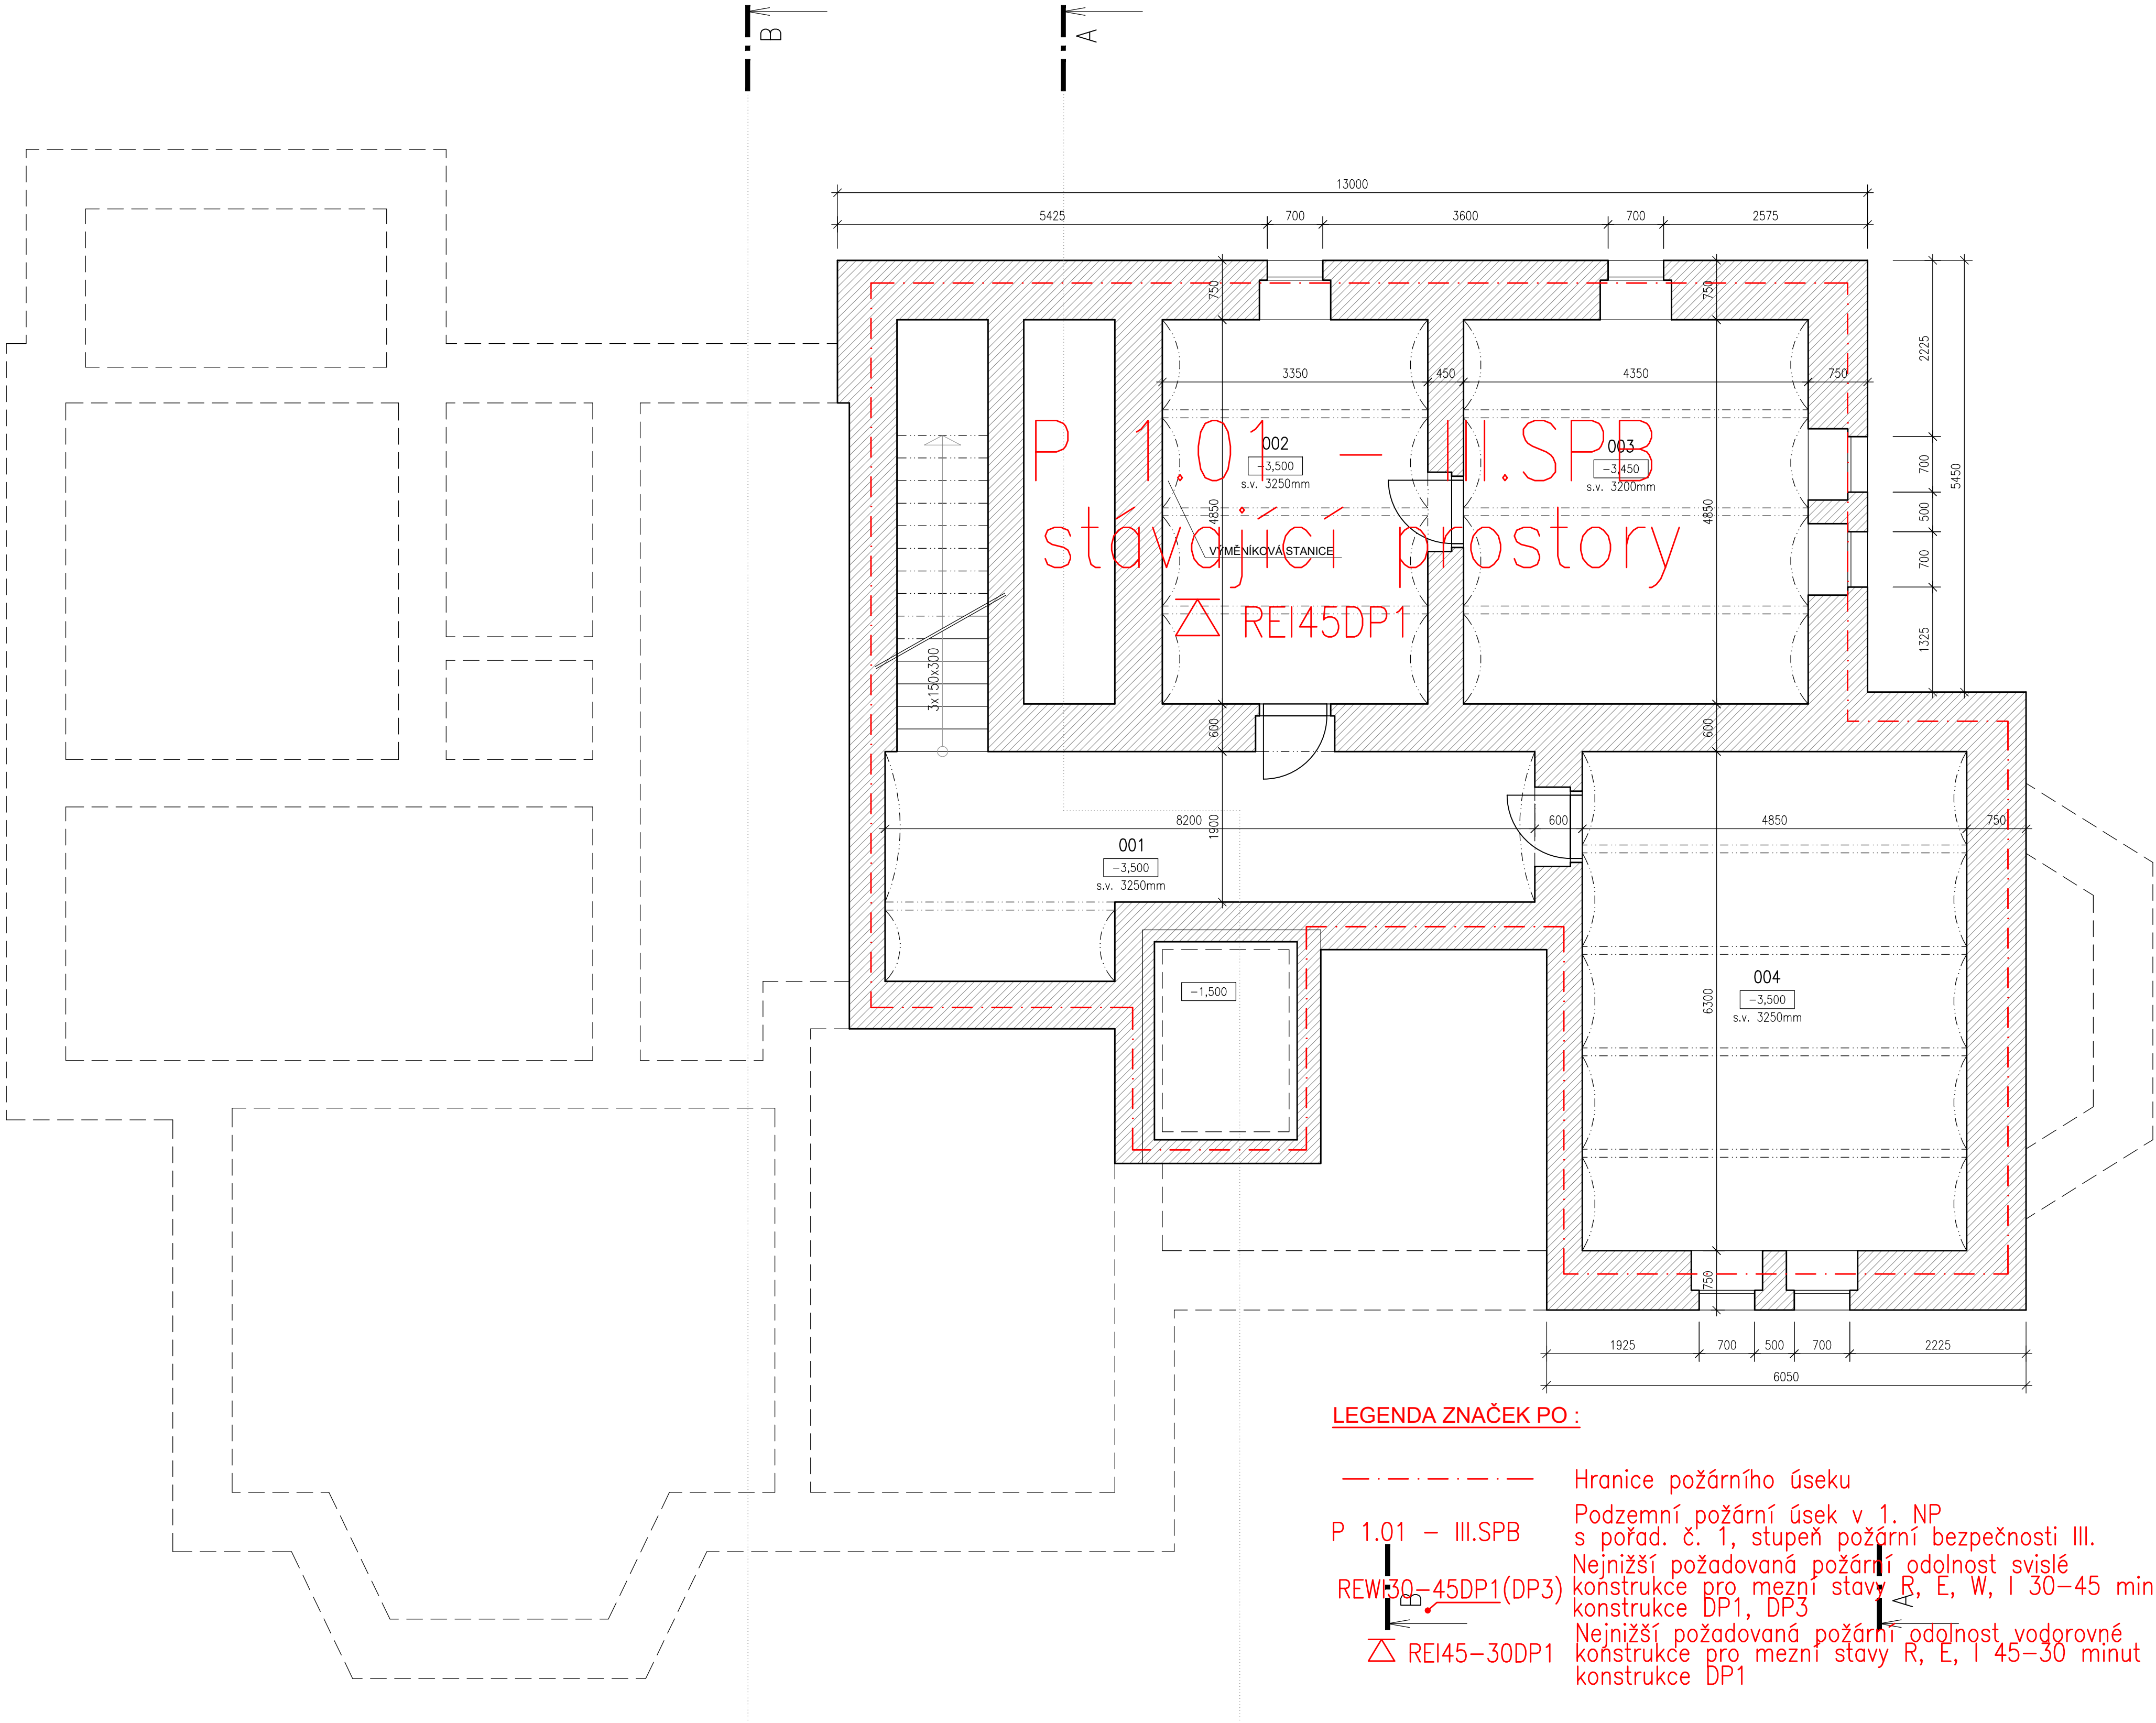 B
A
13000
5425
700
3600
700
2575
750
750
2225
700
500
700
1325
5450
3350
450
4350
750
P 1.01 - III.SPB
002
-3,500
s.v. 3250mm
003
-3,450
s.v. 3200mm
4850
4850
stávající prostory
VÝMĚNÍKOVÁ STANICE
REI45DP1
3x150x300
600
600
8200
1900
600
4850
750
001
-3,500
s.v. 3250mm
-1,500
6300
004
-3,500
s.v. 3250mm
750
1925
700
500
700
2225
6050
LEGENDA ZNAČEK PO :
Hranice požárního úseku
P 1.01 - III.SPB
Podzemní požární úsek v 1. NP
s pořad. č. 1, stupeň požární bezpečnosti III.
REWI30-45DP1(DP3)
Nejnižší požadovaná požární odolnost svislé
konstrukce pro mezní stavy R, E, W, I 30-45 min
konstrukce DP1, DP3
B
A
REI45-30DP1
Nejnižší požadovaná požární odolnost vodorovné
konstrukce pro mezní stavy R, E, I 45-30 minut
konstrukce DP1